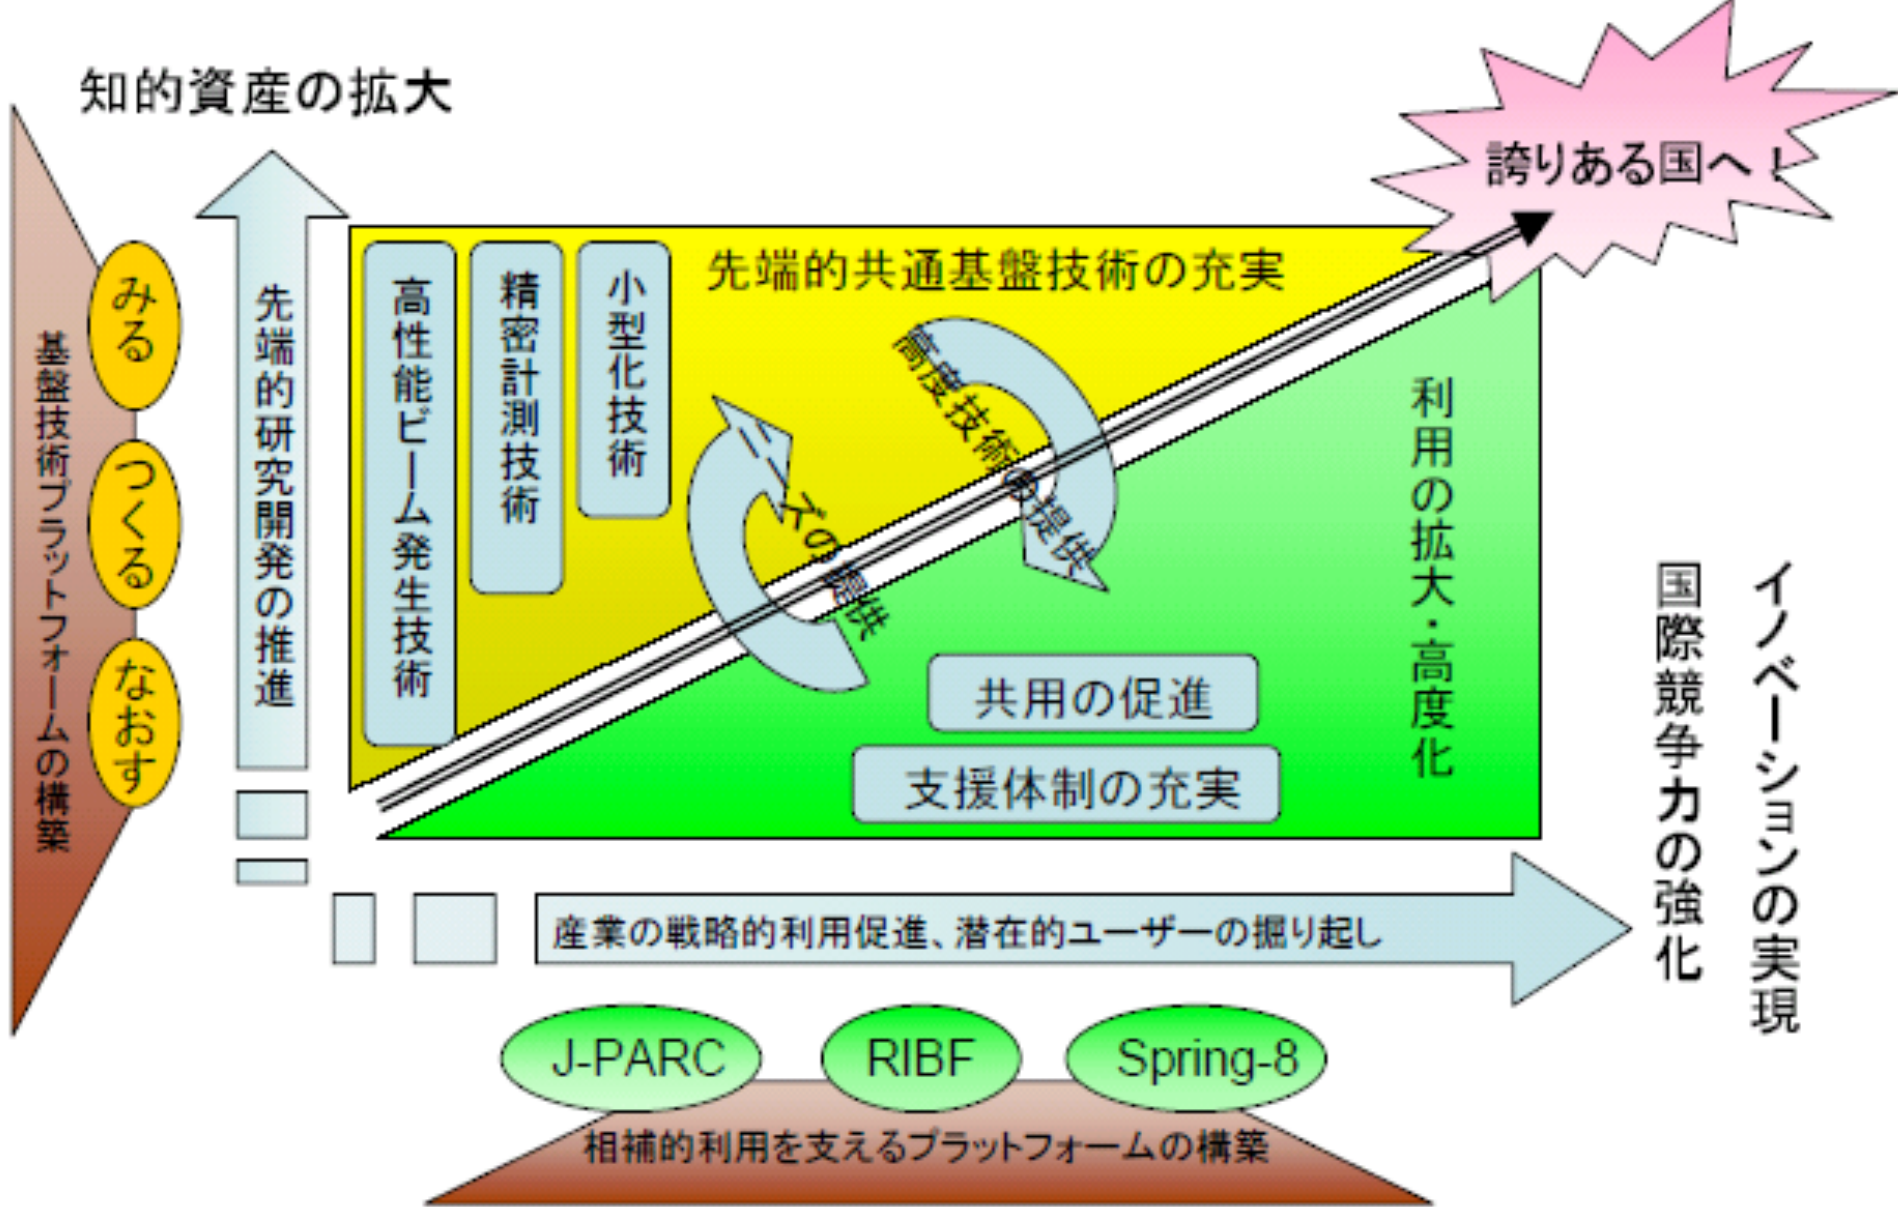 知的資産の拡大
誇りある国へ！
基盤技術プラットフォームの構築
みる
つくる
なおす
先端的研究開発の推進
高性能ビーム発生技術
精密計測技術
小型化技術
先端的共通基盤技術の充実
高度技術の提供
ニーズの提供
利用の拡大・高度化
共用の促進
支援体制の充実
イノベーションの実現
国際競争力の強化
産業の戦略的利用促進、潜在的ユーザーの掘り起し
J-PARC
RIBF
Spring-8
相補的利用を支えるプラットフォームの構築